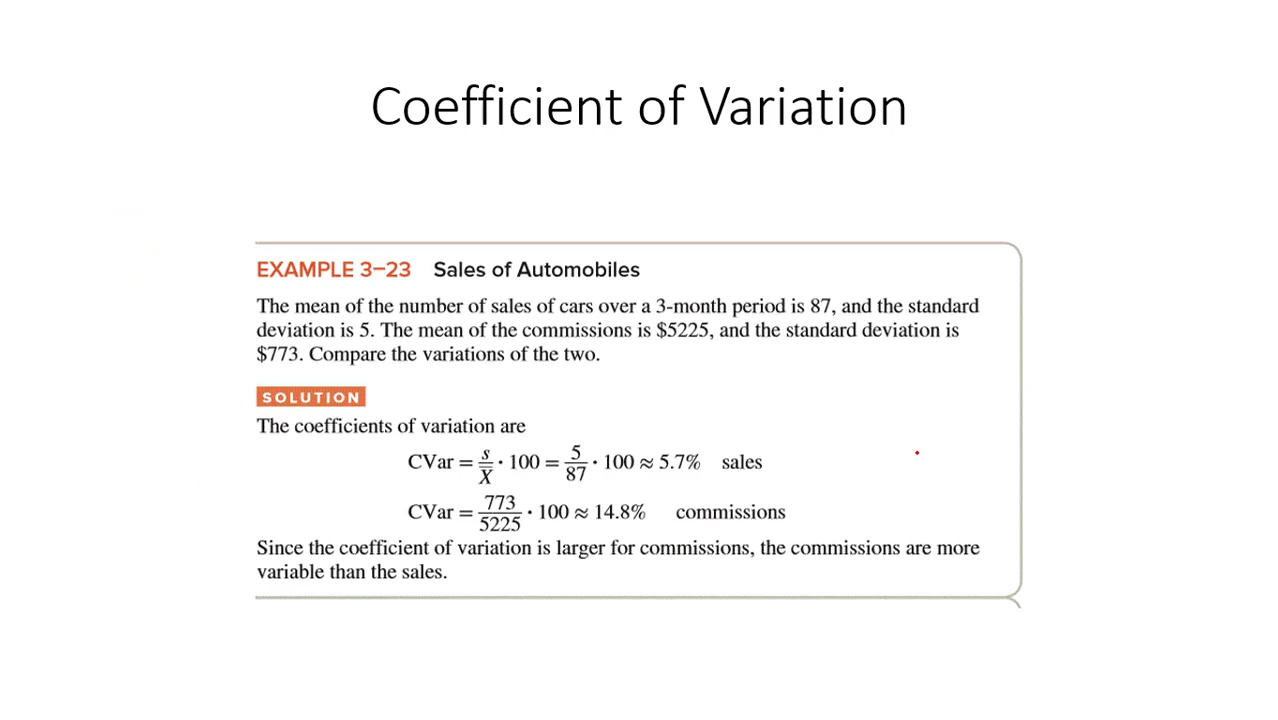 Coefficient of Variation
EXAMPLE 3–23 Sales of Automobiles
The mean of the number of sales of cars over a 3-month period is 87, and the standard
deviation is 5. The mean of the commissions is $5225, and the standard deviation is
$773. Compare the variations of the two.
SOLUTION
The coefficients of variation are
CVar = s/X̄ · 100 = 5/87 · 100 ≈ 5.7% sales
CVar = 773/5225 · 100 ≈ 14.8% commissions
Since the coefficient of variation is larger for commissions, the commissions are more
variable than the sales.